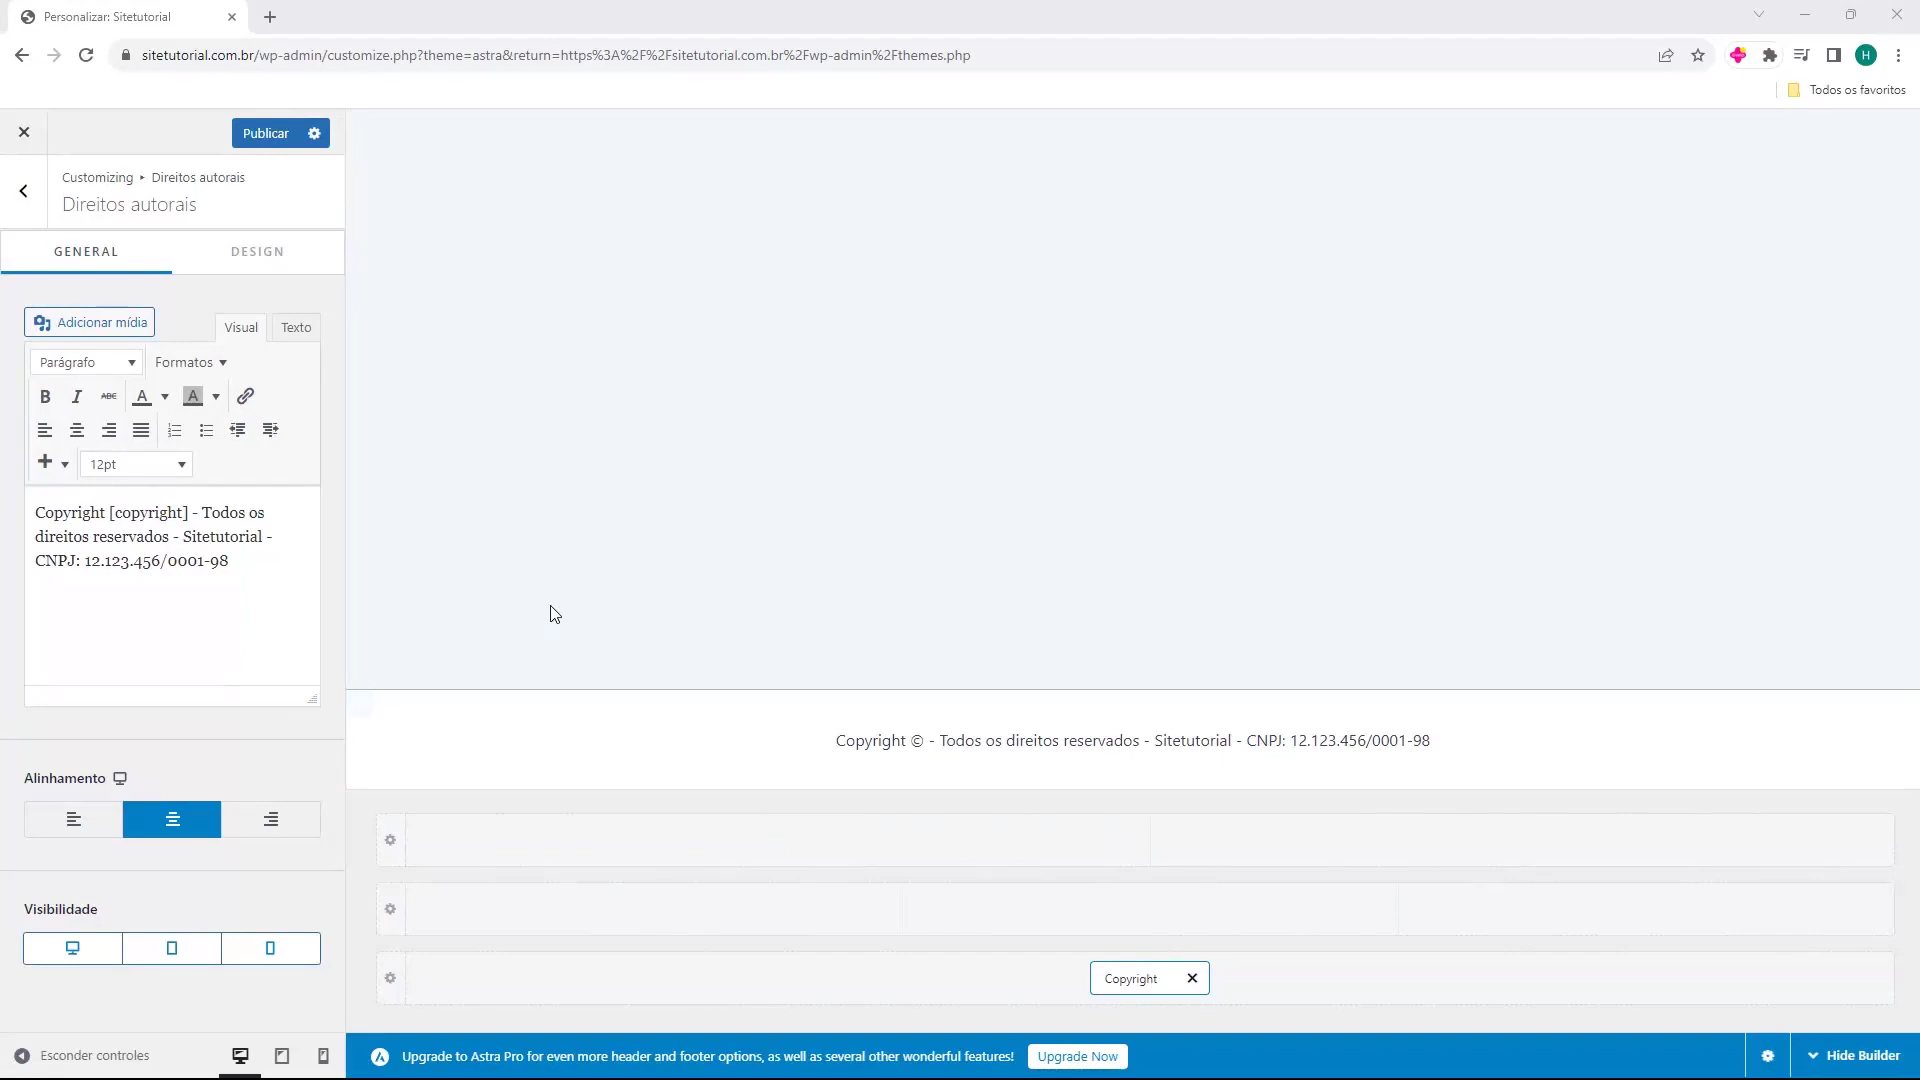 Personalizar: Sitetutorial
sitetutorial.com.br/wp-admin/customize.php?theme=astra&return=https%3A%2F%2Fsitetutorial.com.br%2Fwp-admin%2Fthemes.php
H
Todos os favoritos
Publicar
Customizing ▸ Direitos autorais
Direitos autorais
GENERAL DESIGN
Adicionar mídia Visual Texto
Parágrafo Formatos
B I ABC A A
12pt
Copyright [copyright] - Todos os
direitos reservados - Sitetutorial -
CNPJ: 12.123.456/0001-98
Copyright © - Todos os direitos reservados - Sitetutorial - CNPJ: 12.123.456/0001-98
Alinhamento
Visibilidade
Copyright
Esconder controles
Upgrade to Astra Pro for even more header and footer options, as well as several other wonderful features! Upgrade Now
Hide Builder